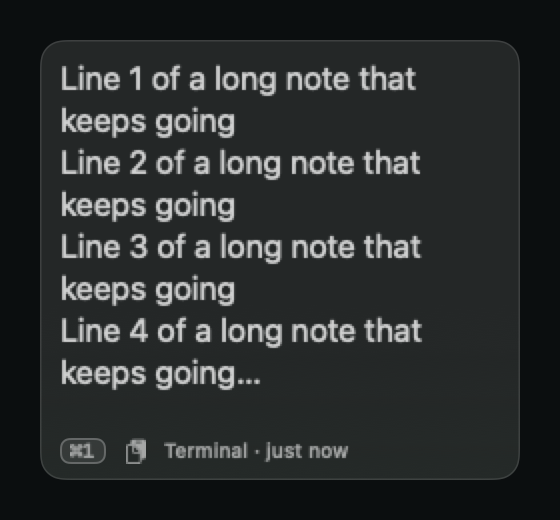 Line 1 of a long note that
keeps going
Line 2 of a long note that
keeps going
Line 3 of a long note that
keeps going
Line 4 of a long note that
keeps going…
⌘1 Terminal · just now